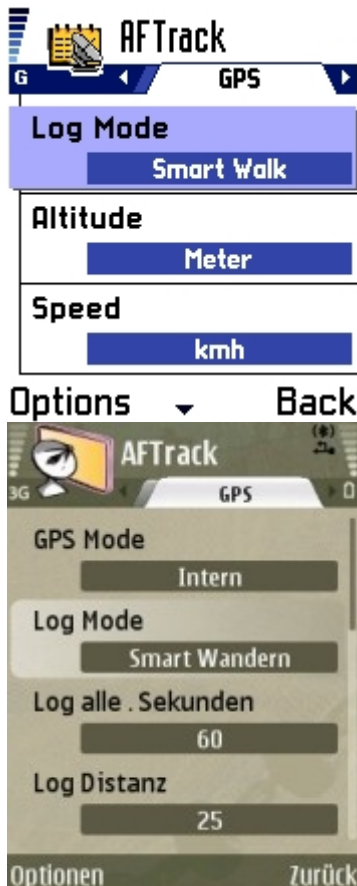 AFTrack
G
GPS
Log Mode
Smart Walk
Altitude
Meter
Speed
kmh
Options
Back
AFTrack
3G
GPS
GPS Mode
Intern
Log Mode
Smart Wandern
Log alle . Sekunden
60
Log Distanz
25
Optionen
Zurück